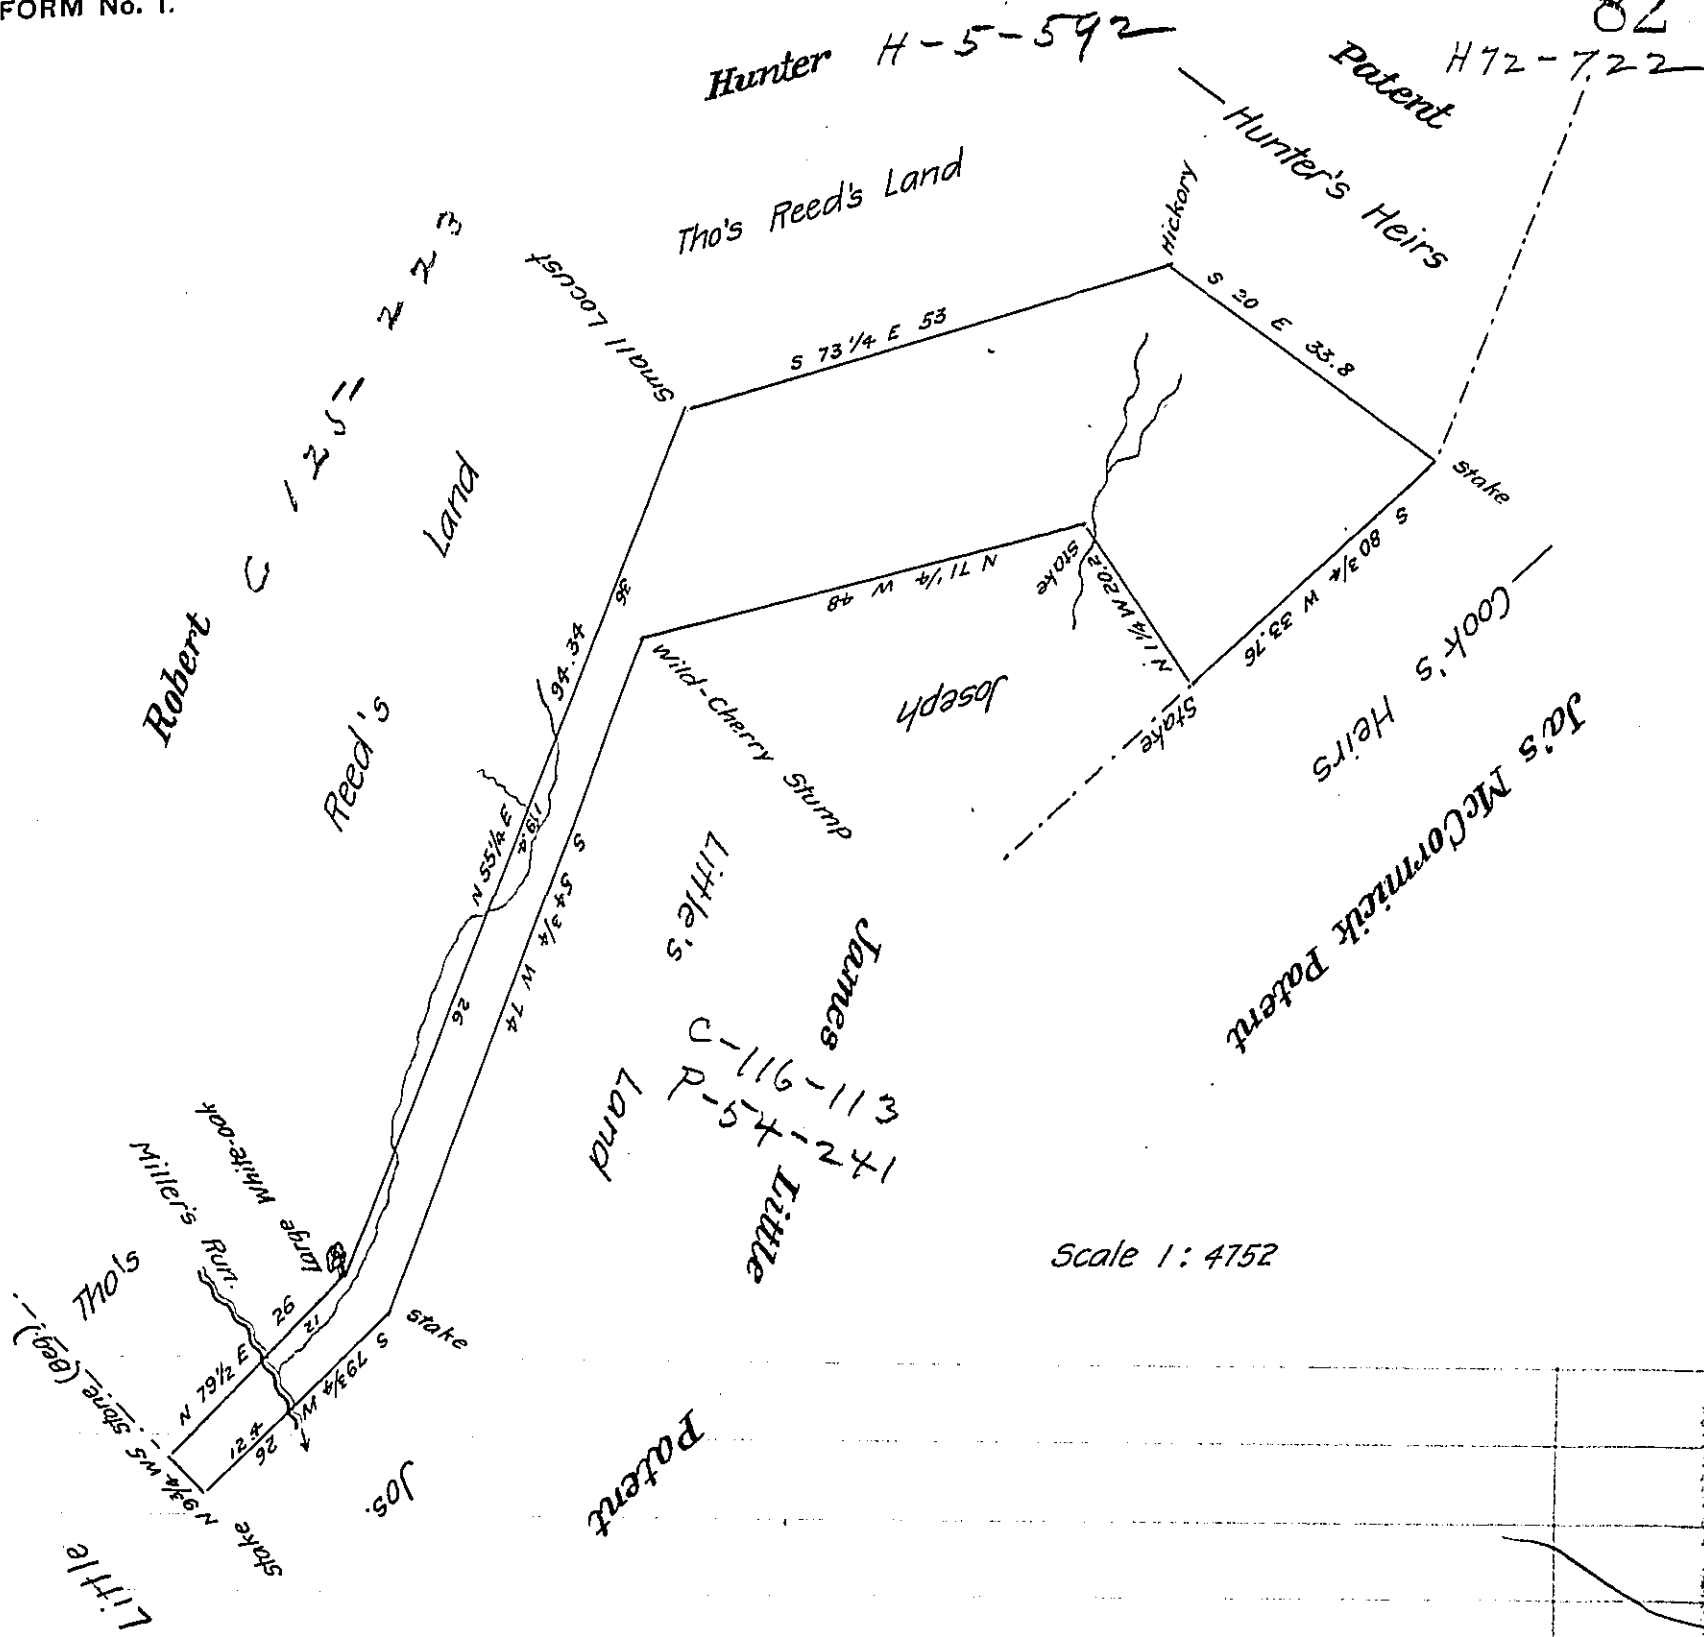 FORM No. 1.
82
Hunter H-5-592
Patent H72-722
Hunter's Heirs
Tho's Reed's Land
Hickory
Small Locust
S 73 1/4 E 53
S 20 E 33.8
Stake
Robert C 125 223
Reed's Land
36
94.34
119.4
N 55 1/4 E
26
N 71 1/4 W 48
Stake
N 1 1/4 W 20.2
Stake
S 80 3/4 W 33.76
Cook's Heirs
Ja's McCormick Patent
Wild-Cherry Stump
Joseph
Little's
Land
S 54 3/4 W 74
James
C-116-113
P-54-241
Little
Patent
Scale 1: 4752
Large White-oak
Miller's Run.
Tho's
26
12
N 79 1/2 E
Stone (Beg.)
N 9 3/4 W 5
Stake
S 79 3/4 W
26
12.4
Stake
Jos.
Little